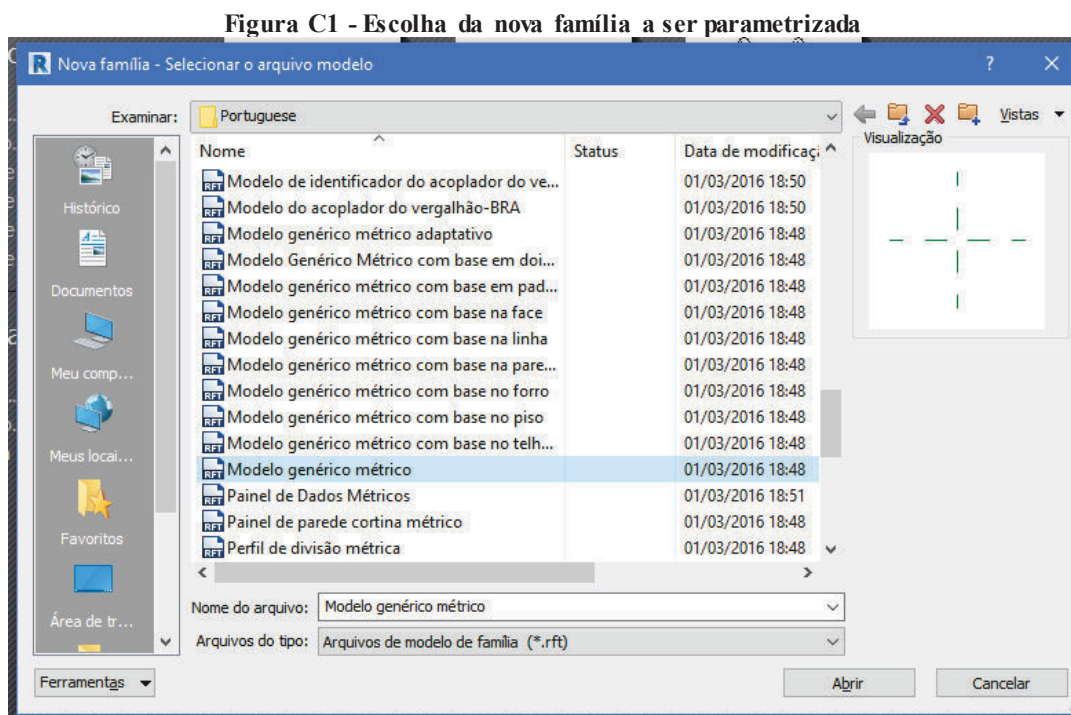 Figura C1 - Escolha da nova família a ser parametrizada
Nova família - Selecionar o arquivo modelo
Examinar: Portuguese Vistas
Nome Status Data de modificaçã
Visualização
Histórico
Documentos
Meu comp...
Meus locai...
Favoritos
Área de tr...
Modelo de identificador do acoplador do ve... 01/03/2016 18:50
Modelo do acoplador do vergalhão-BRA 01/03/2016 18:50
Modelo genérico métrico adaptativo 01/03/2016 18:48
Modelo Genérico Métrico com base em doi... 01/03/2016 18:48
Modelo genérico métrico com base em pad... 01/03/2016 18:48
Modelo genérico métrico com base na face 01/03/2016 18:48
Modelo genérico métrico com base na linha 01/03/2016 18:48
Modelo genérico métrico com base na pare... 01/03/2016 18:48
Modelo genérico métrico com base no forro 01/03/2016 18:48
Modelo genérico métrico com base no piso 01/03/2016 18:48
Modelo genérico métrico com base no telh... 01/03/2016 18:48
Modelo genérico métrico 01/03/2016 18:48
Painel de Dados Métricos 01/03/2016 18:51
Painel de parede cortina métrico 01/03/2016 18:48
Perfil de divisão métrica 01/03/2016 18:48
Nome do arquivo: Modelo genérico métrico
Arquivos do tipo: Arquivos de modelo de família (*.rft)
Ferramentas Abrir Cancelar